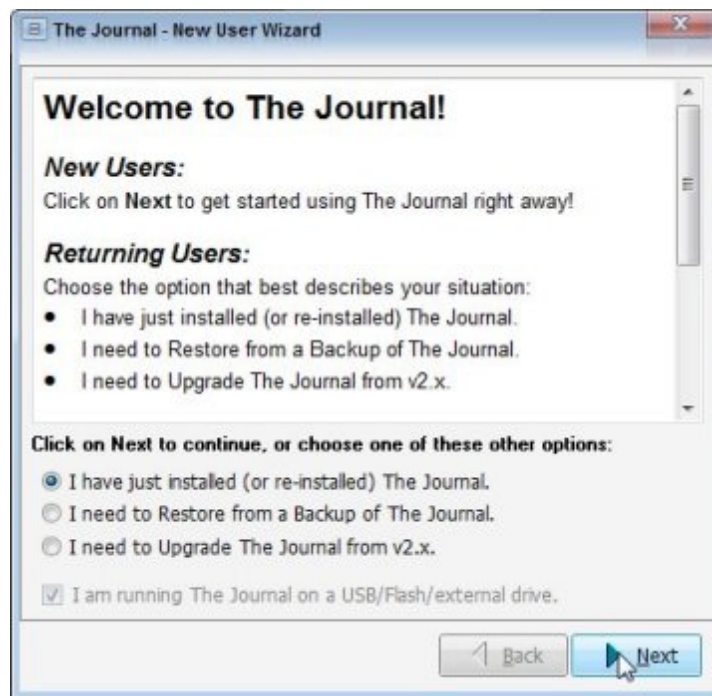 The Journal - New User Wizard
Welcome to The Journal!
New Users:
Click on Next to get started using The Journal right away!
Returning Users:
Choose the option that best describes your situation:
• I have just installed (or re-installed) The Journal.
• I need to Restore from a Backup of The Journal.
• I need to Upgrade The Journal from v2.x.
Click on Next to continue, or choose one of these other options:
I have just installed (or re-installed) The Journal.
I need to Restore from a Backup of The Journal.
I need to Upgrade The Journal from v2.x.
I am running The Journal on a USB/Flash/external drive.
Back
Next